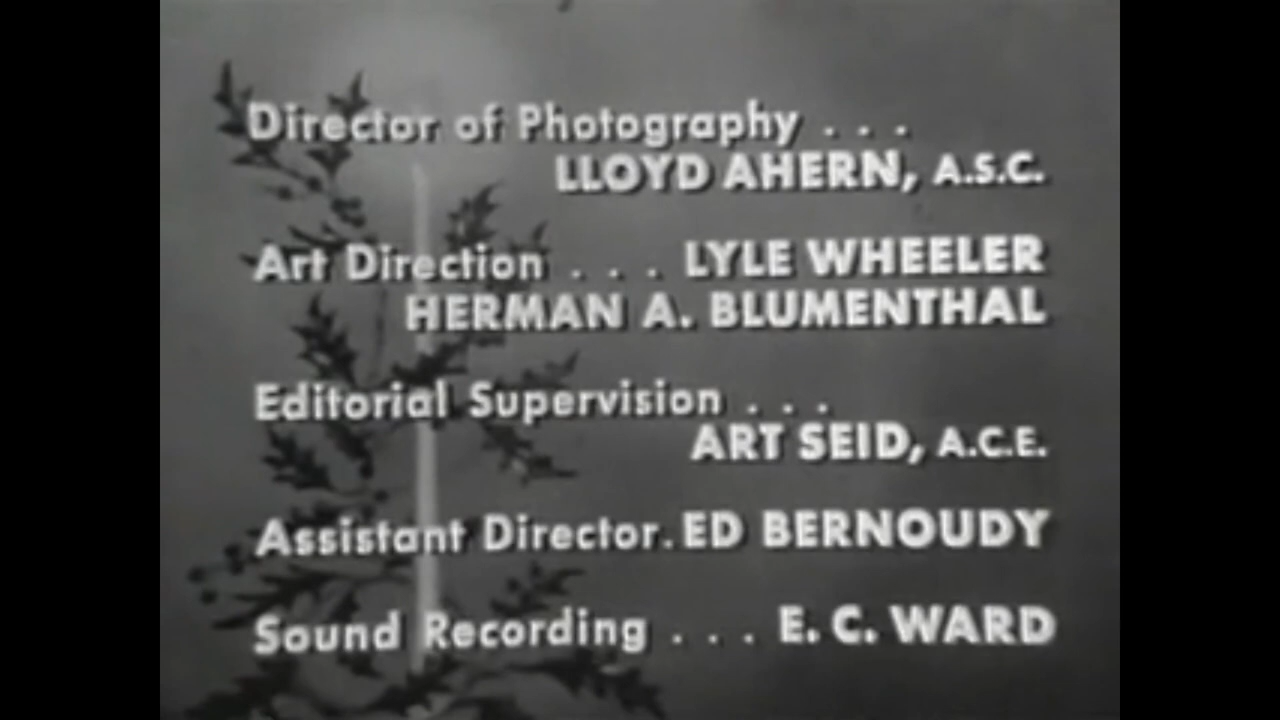 Director of Photography . . .
LLOYD AHERN, A.S.C.
Art Direction . . . LYLE WHEELER
HERMAN A. BLUMENTHAL
Editorial Supervision . . .
ART SEID, A.C.E.
Assistant Director. ED BERNOUDY
Sound Recording . . . E. C. WARD